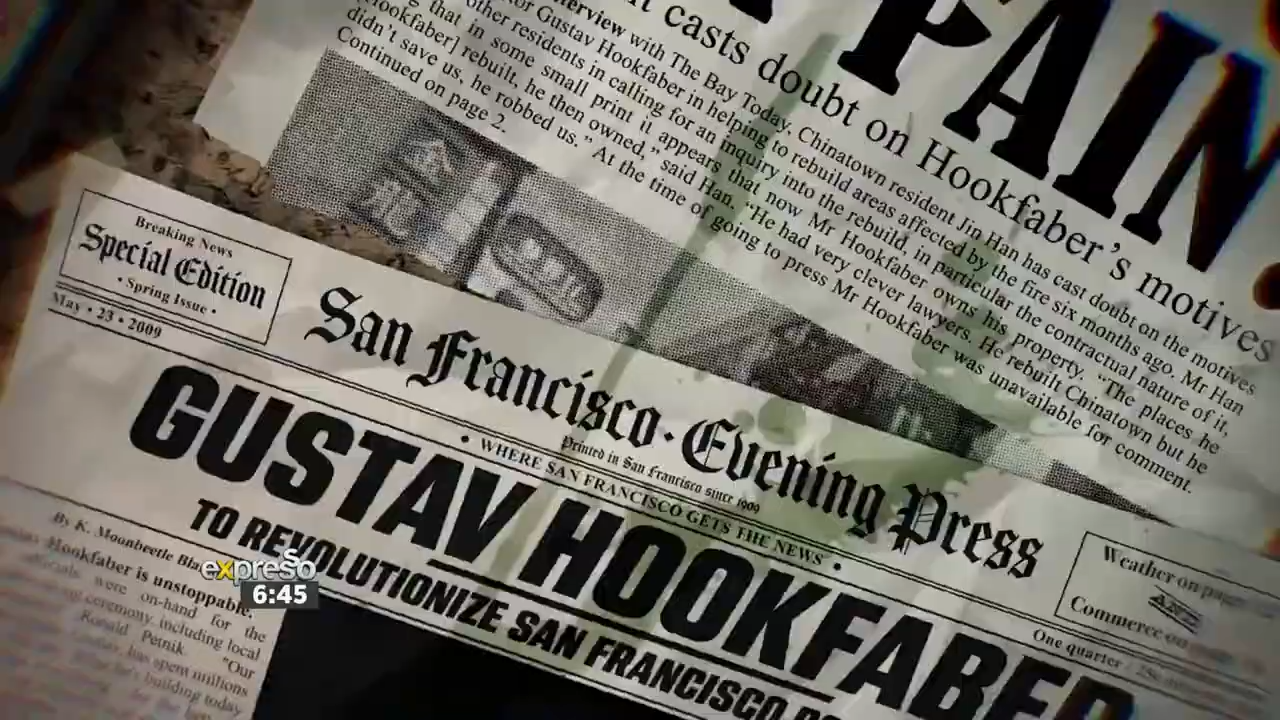 PAIN
t casts doubt on Hookfaber's motives
nterview with The Bay Today. Chinatown resident Jin Han has cast doubt on the motives
tor Gustav Hookfaber in helping to rebuild areas affected by the fire six months ago. Mr Han
other residents in calling for an inquiry into the rebuild, in particular the contractual nature of it,
that in some small print it appears that now Mr Hookfaber owns his property. "The places he
Hookfaber] rebuilt, he then owned," said Han. "He had very clever lawyers. He rebuilt Chinatown but he
didn't save us, he robbed us." At the time of going to press Mr Hookfaber was unavailable for comment.
Continued on page 2.
Breaking News
Special Edition
• Spring Issue •
May • 23 • 2009
San Francisco • Evening Press
Printed in San Francisco since 1909
• WHERE SAN FRANCISCO GETS THE NEWS •
Weather on page
Commerce on
One quarter
GUSTAV HOOKFABER
TO REVOLUTIONIZE SAN FRANCISCO
By K. Moonbeetle
Hookfaber is unstoppable.
were on-hand for the
ceremony, including local
Ronald Petnik. "Our
has spent millions
building today
expresso
6:45